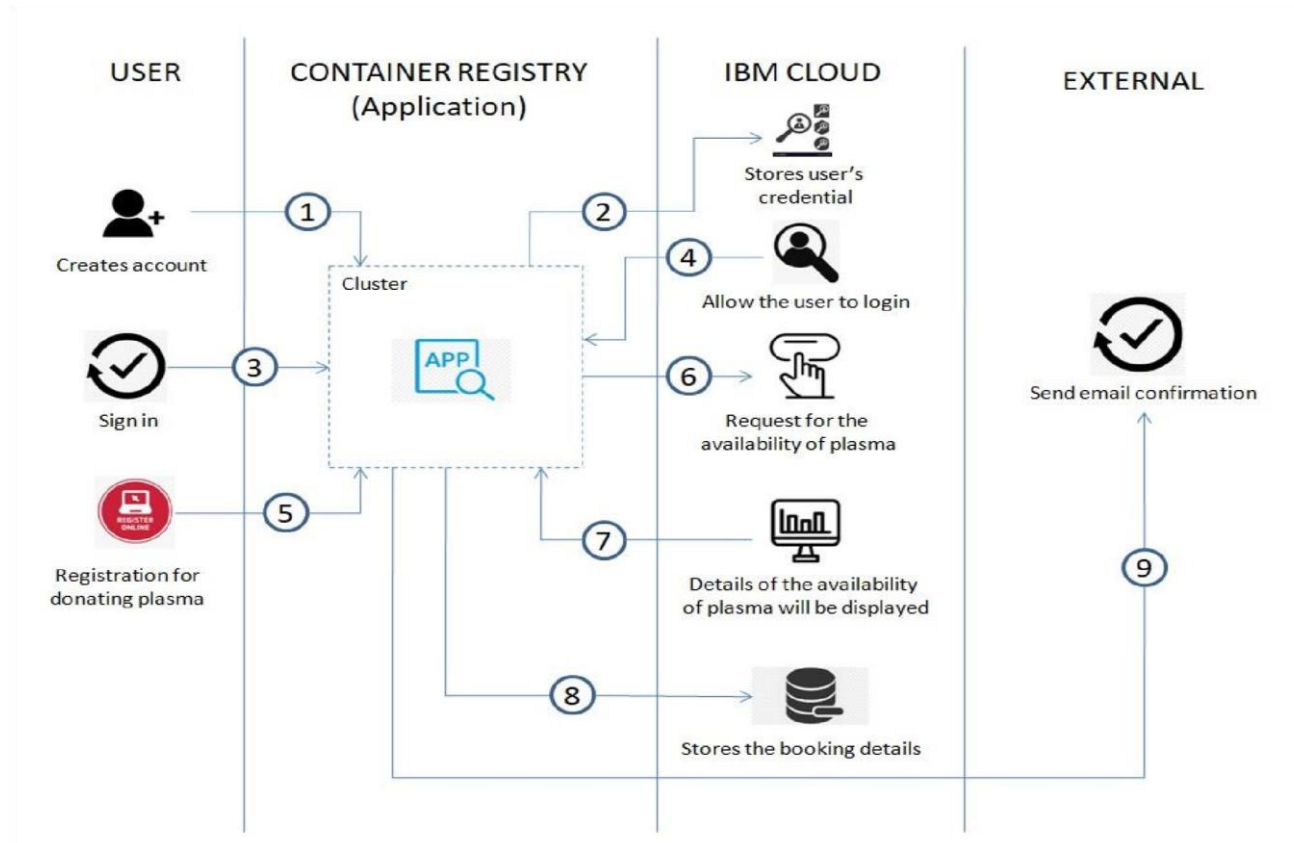 USER
CONTAINER REGISTRY
(Application)
IBM CLOUD
EXTERNAL
Stores user's
credential
1
2
Creates account
4
Cluster
Allow the user to login
APP
3
6
Sign in
Request for the
availability of plasma
Send email confirmation
REGISTER
ONLINE
5
7
9
Registration for
donating plasma
Details of the availability
of plasma will be displayed
8
Stores the booking details